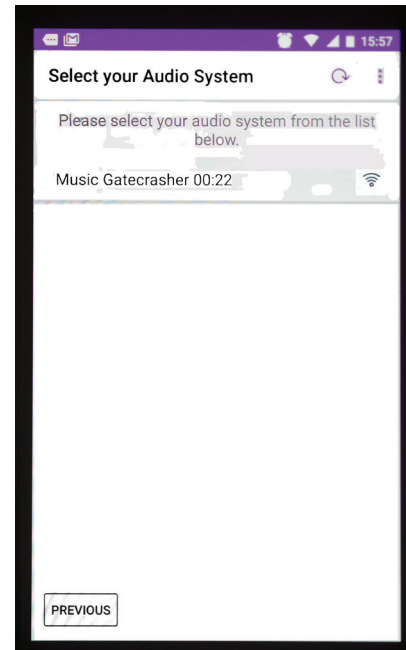 15:57
Select your Audio System
Please select your audio system from the list
below.
Music Gatecrasher 00:22
PREVIOUS